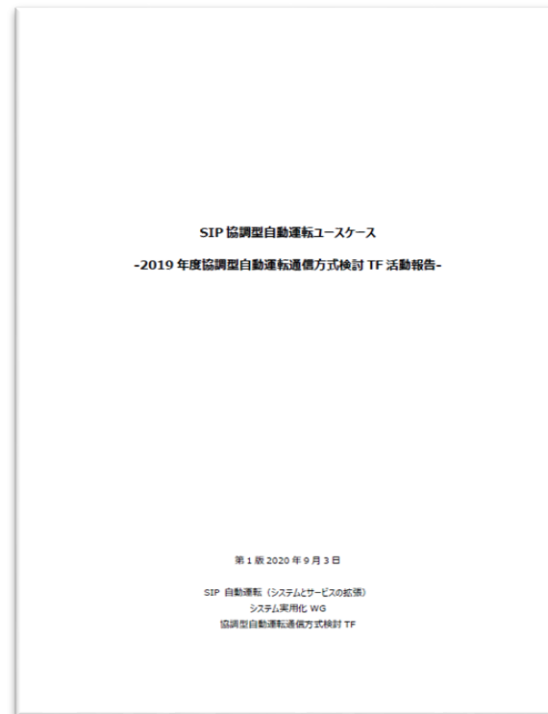 SIP 協調型自動運転ユースケース
-2019 年度協調型自動運転通信方式検討 TF 活動報告-
第 1 版 2020 年 9 月 3 日
SIP 自動運転（システムとサービスの拡張）
システム実用化 WG
協調型自動運転通信方式検討 TF